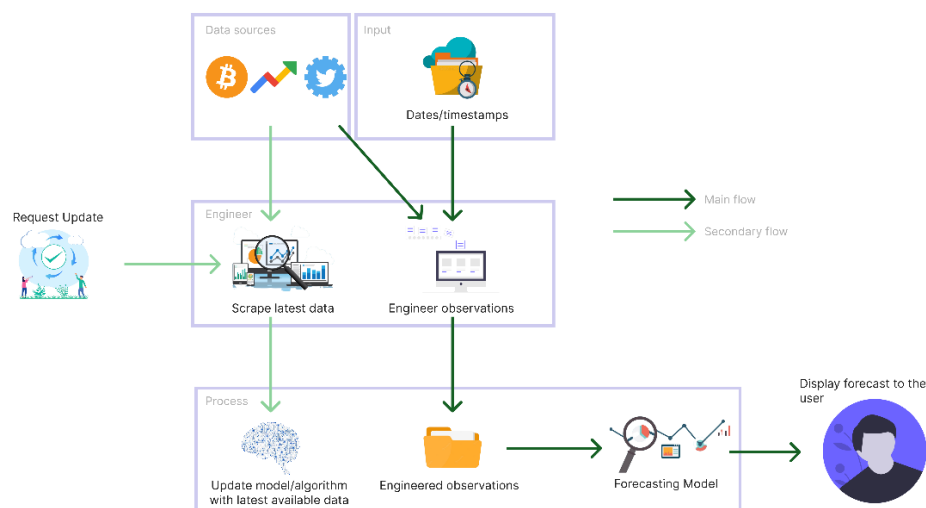 Data sources
Input
Dates/timestamps
Main flow
Secondary flow
Request Update
Engineer
Scrape latest data
Engineer observations
Process
Display forecast to the
user
Update model/algorithm
with latest available data
Engineered observations
Forecasting Model